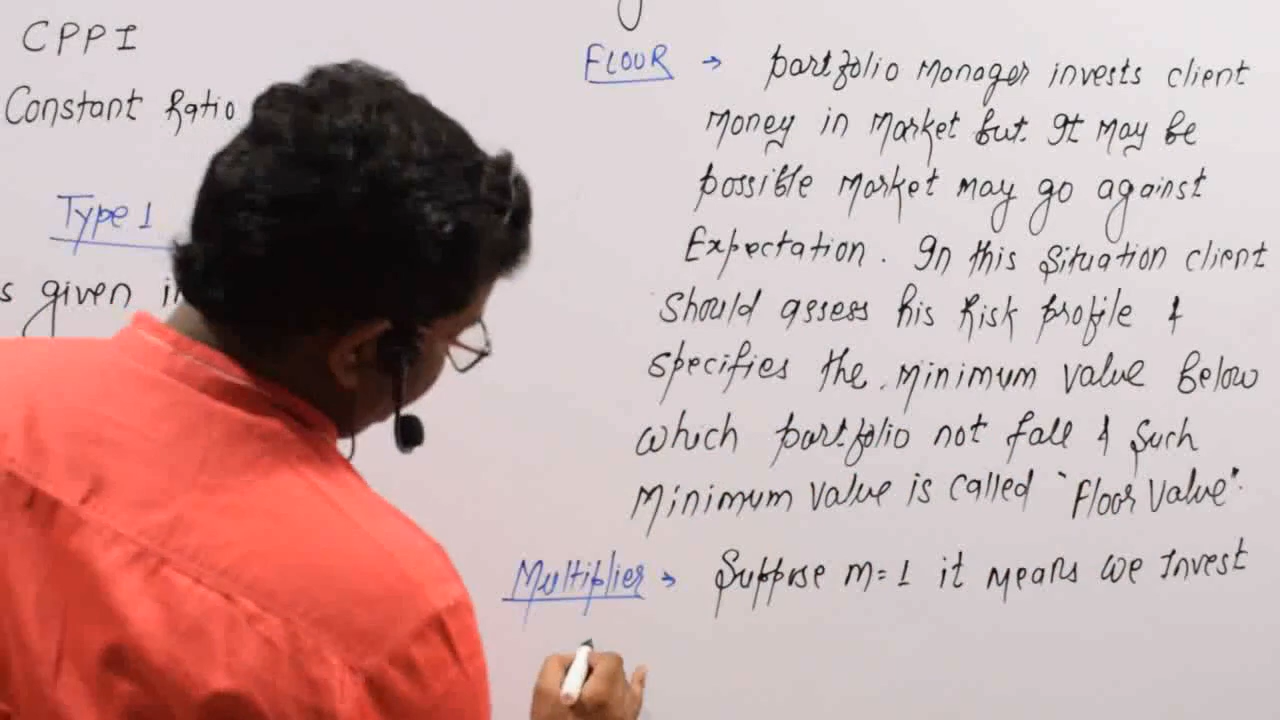 CPPI
Constant Ratio
Type 1
s given i
FLOOR → portfolio manager invests client
money in market but It may be
possible market may go against
Expectation. In this situation client
should assess his Risk profile &
specifies the minimum value below
which portfolio not fall & such
minimum value is called "Floor Value".
Multiplier → Suppose m=1 it means we Invest